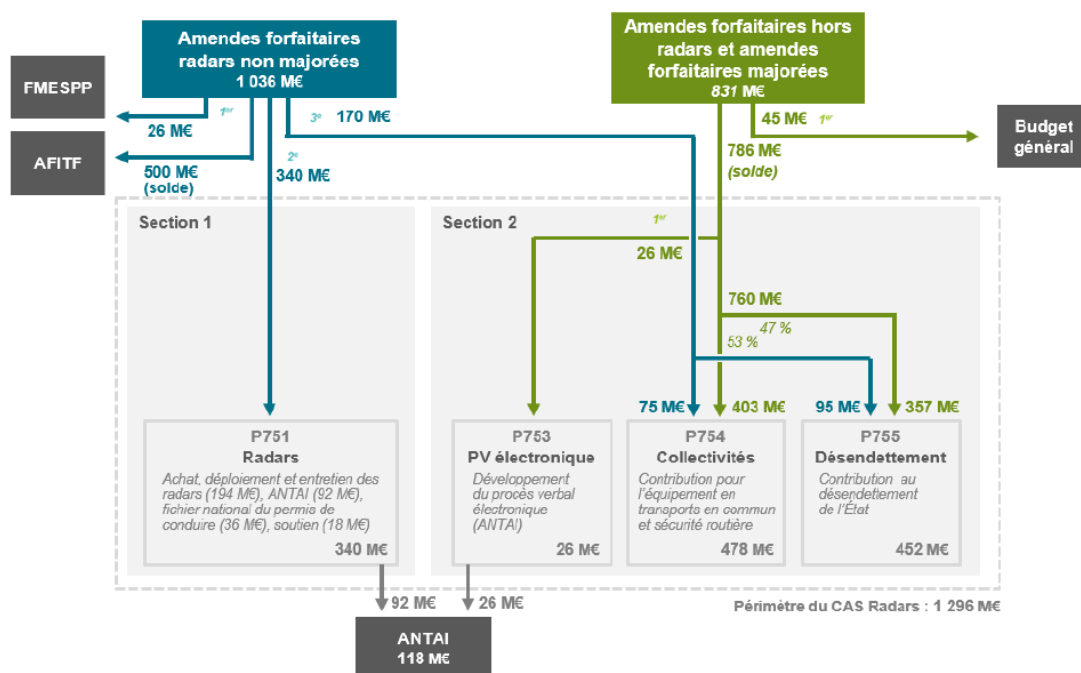 Amendes forfaitaires
radars non majorées
1 036 M€
Amendes forfaitaires hors
radars et amendes
forfaitaires majorées
831 M€
FMESPP
1er
26 M€
AFITF
500 M€
(solde)
2e
340 M€
3e 170 M€
45 M€ 1er
786 M€
(solde)
Budget
général
Section 1
Section 2
1er
26 M€
760 M€
47 %
53 %
75 M€
403 M€
95 M€
357 M€
P751
Radars
Achat, déploiement et entretien des
radars (194 M€), ANTAI (92 M€),
fichier national du permis de
conduire (36 M€), soutien (18 M€)
340 M€
P753
PV électronique
Développement
du procès verbal
électronique
(ANTAI)
26 M€
P754
Collectivités
Contribution pour
l'équipement en
transports en commun
et sécurité routière
478 M€
P755
Désendettement
Contribution au
désendettement
de l'État
452 M€
92 M€
26 M€
Périmètre du CAS Radars : 1 296 M€
ANTAI
118 M€